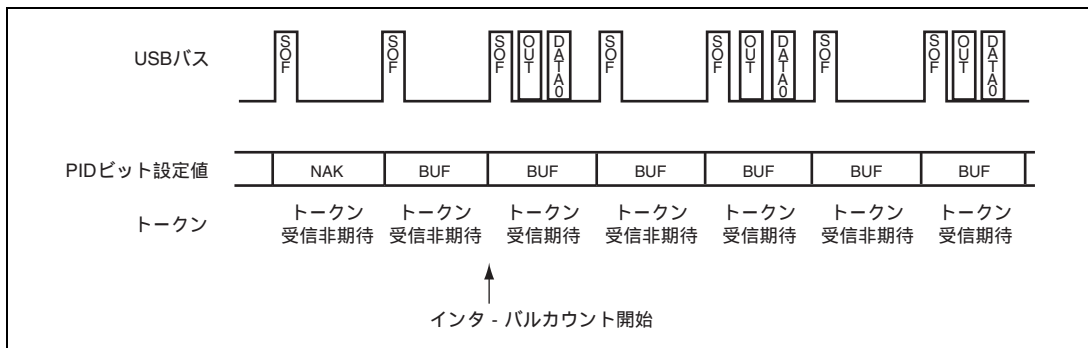 USBバス
SOF SOF SOF OUT DATA0 SOF SOF OUT DATA0 SOF SOF OUT DATA0
PIDビット設定値 NAK BUF BUF BUF BUF BUF BUF
トークン トークン トークン トークン トークン トークン トークン トークン
受信非期待 受信非期待 受信期待 受信非期待 受信期待 受信非期待 受信期待
インタ - バルカウント開始